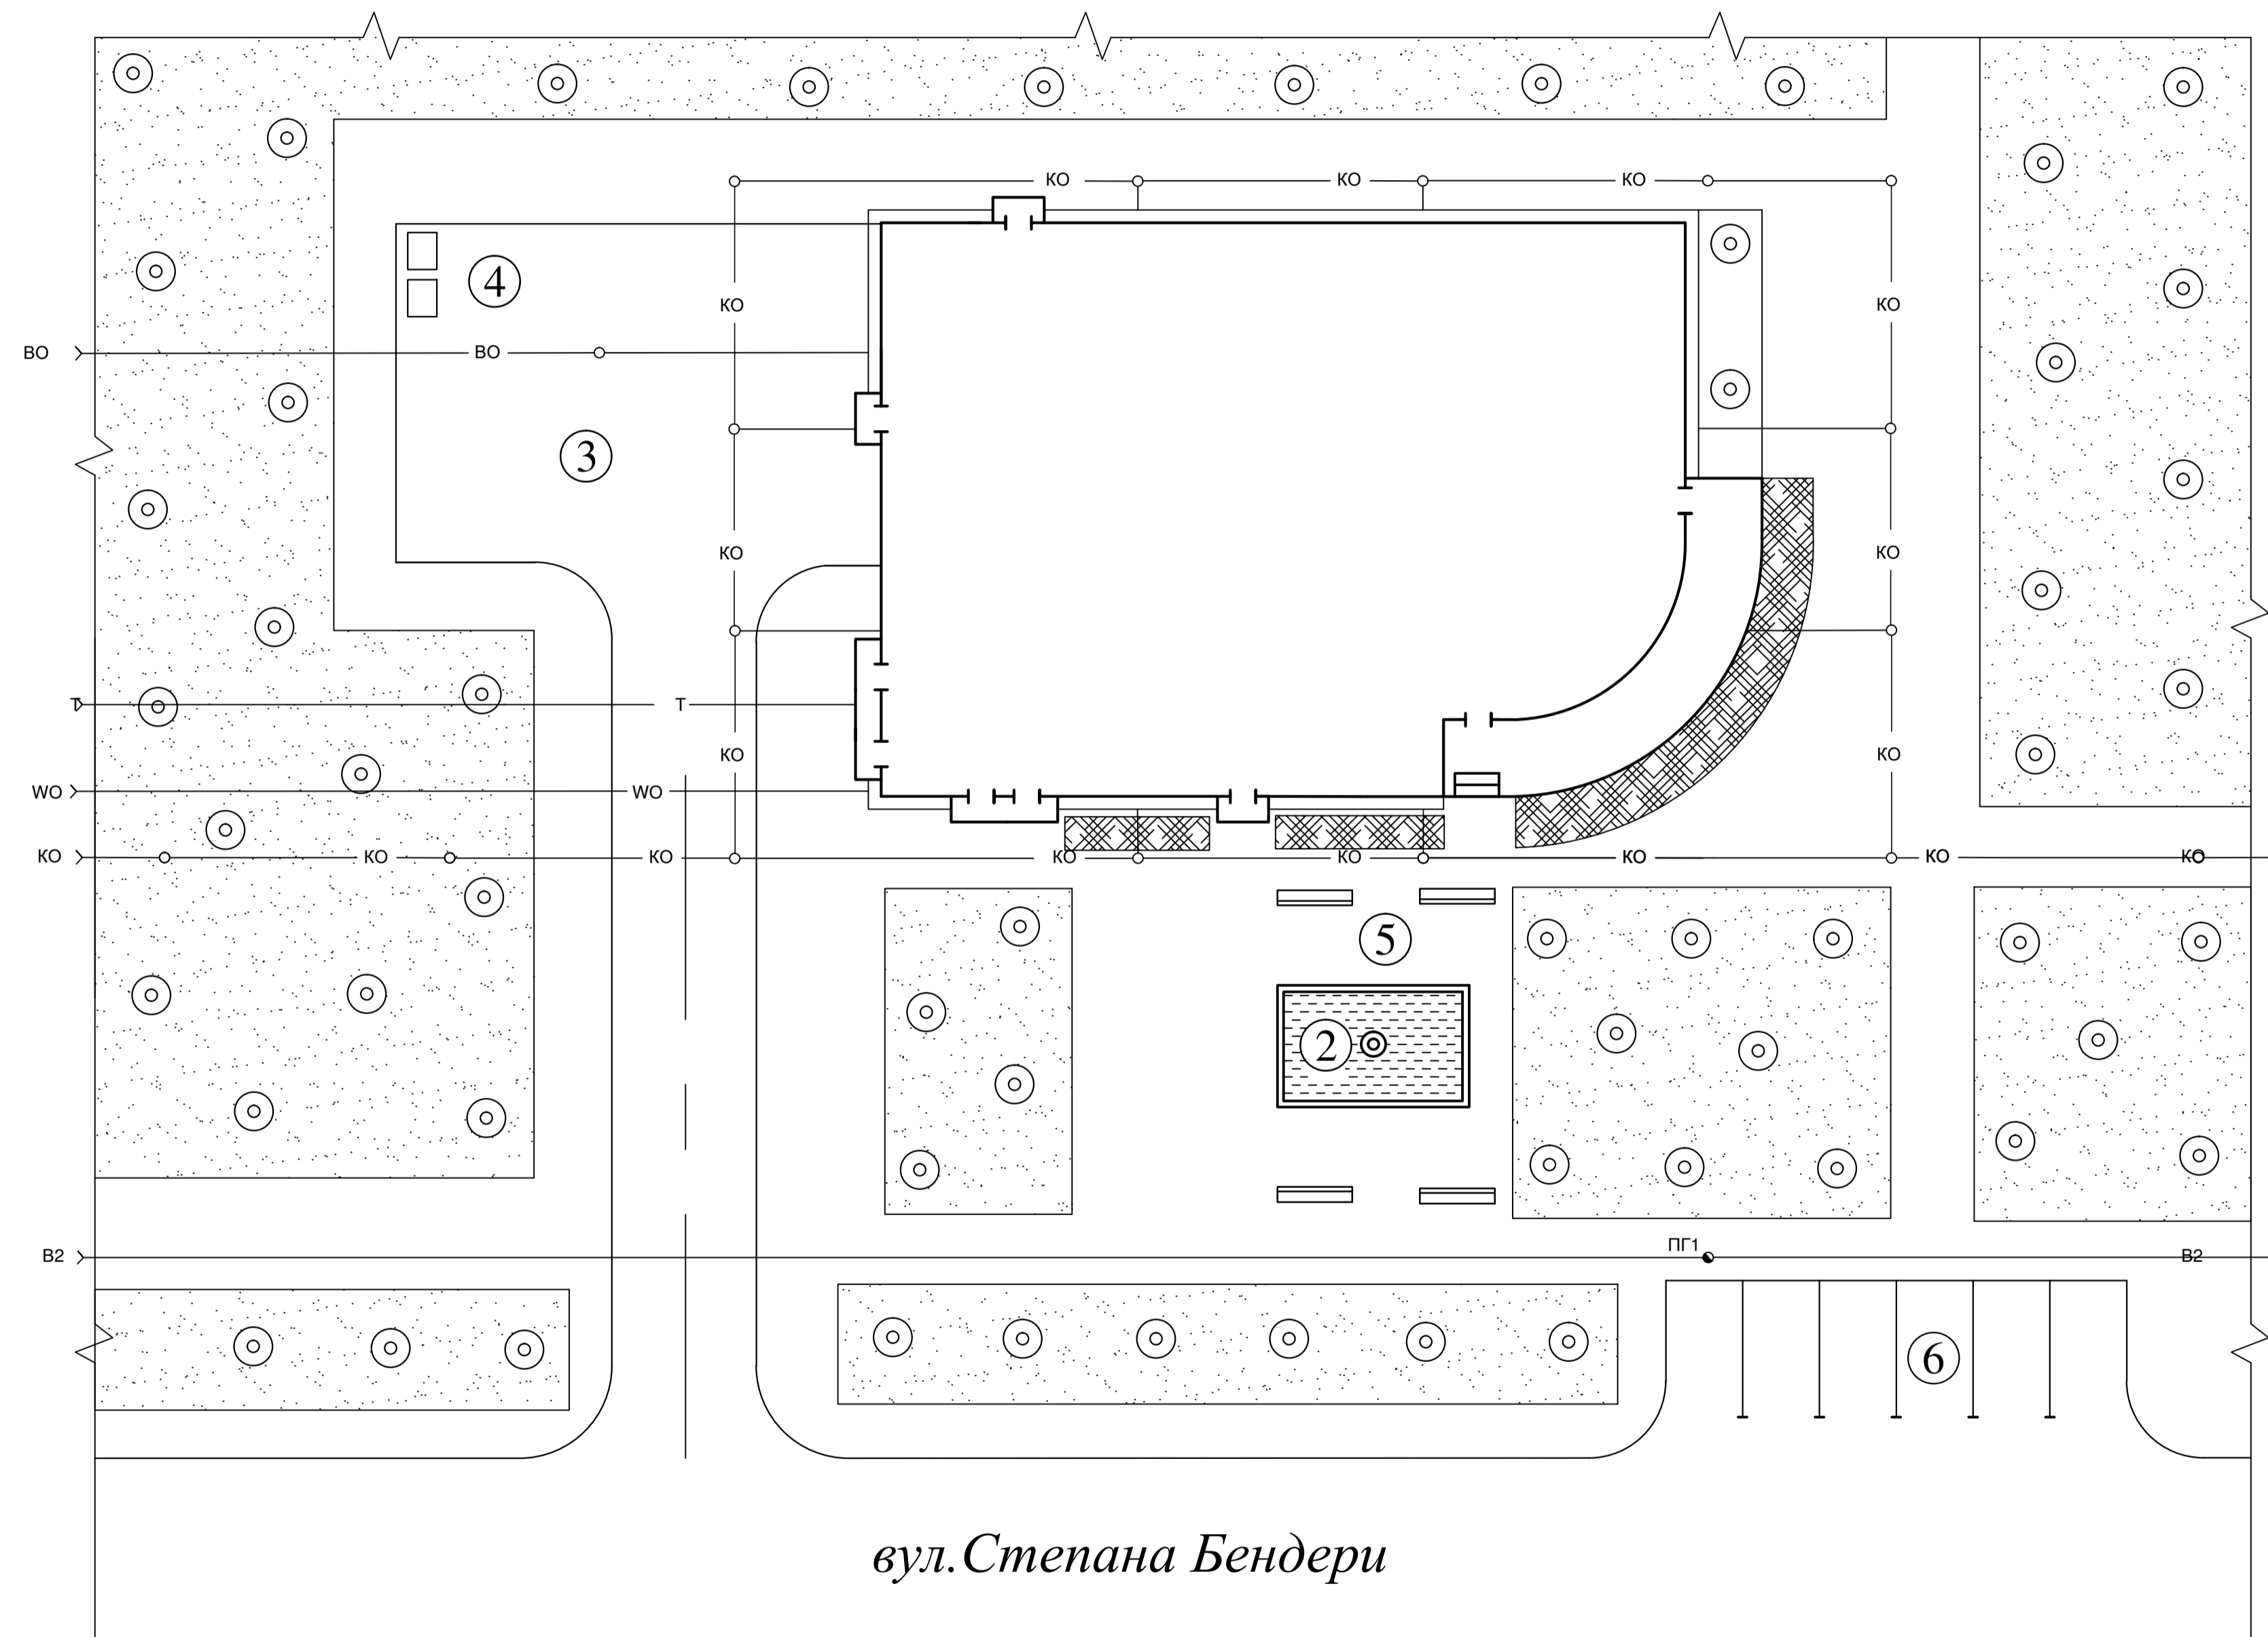 КО КО КО
4
КО КО
ВО ВО
3
КО КО
Т Т
КО КО
WO WO
КО КО КО КО КО КО КО КО
5
2
ПГ1
В2 В2
6
вул.Степана Бендери